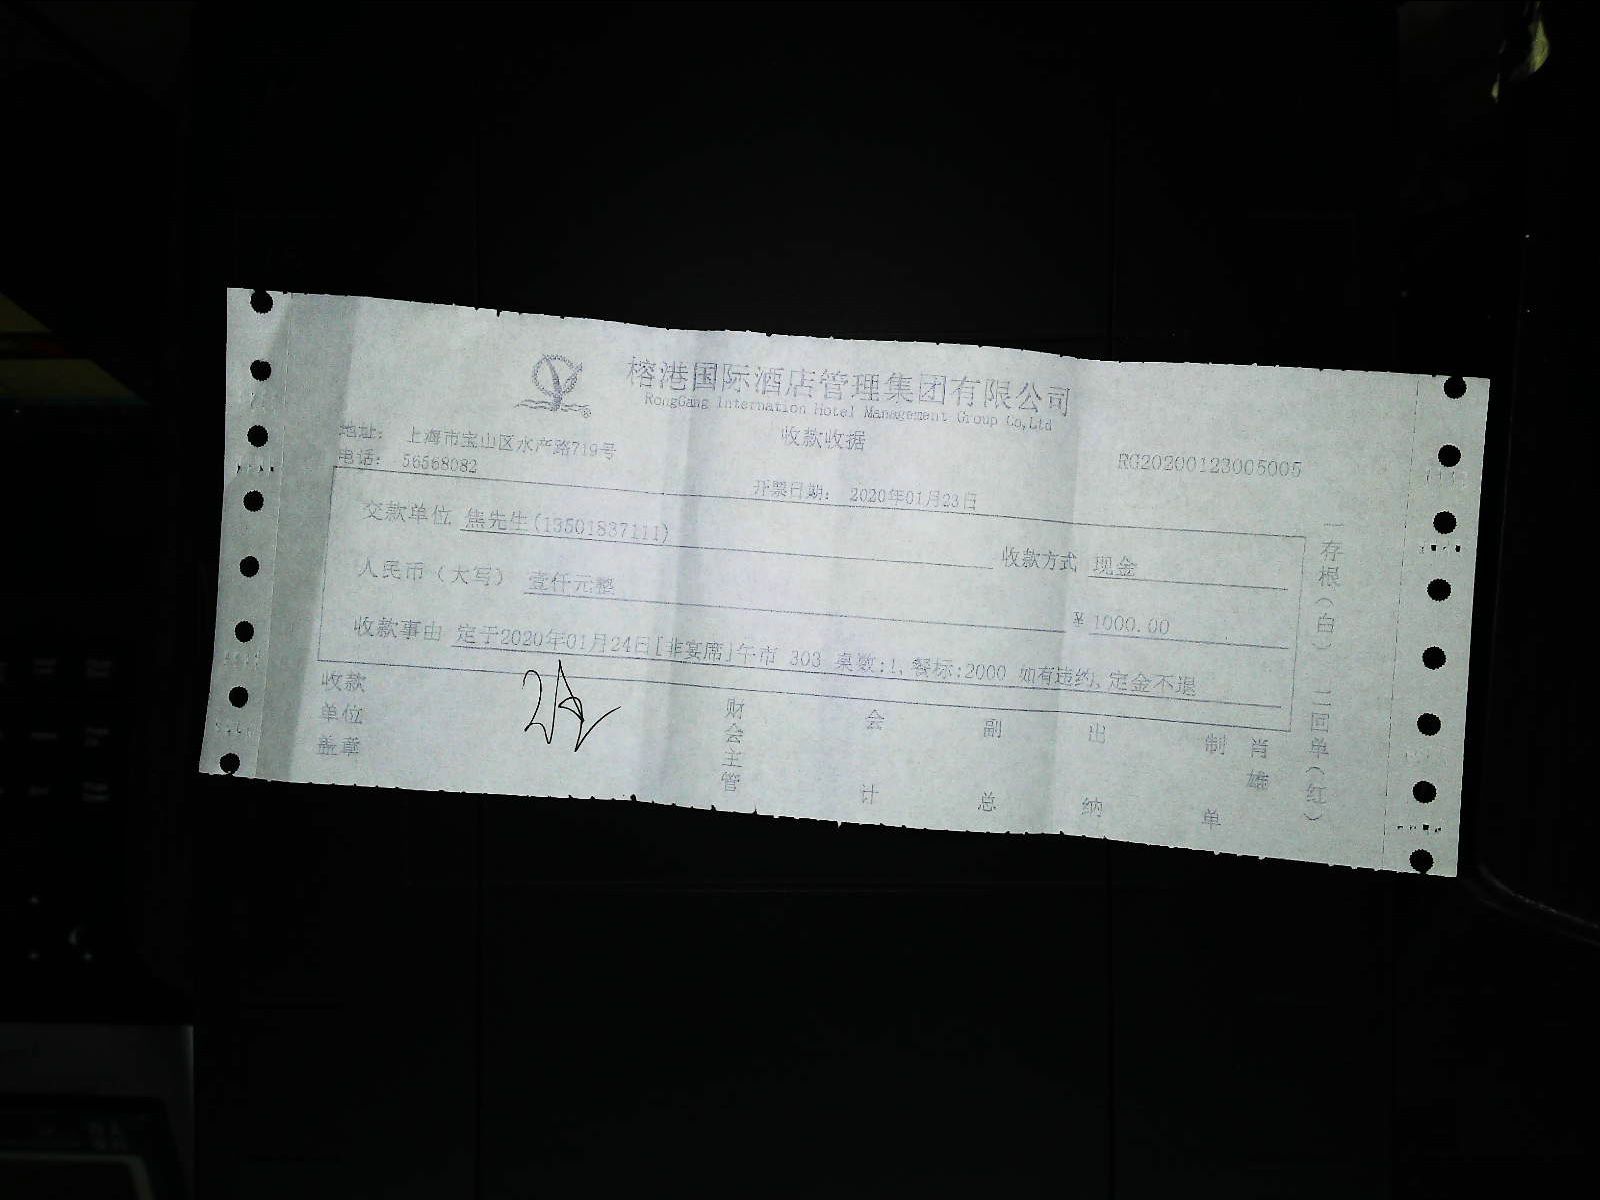 榕港国际酒店管理集团有限公司
RongGang Internation Hotel Management Group Co,Ltd
收款收据
地址： 上海市宝山区水产路719号
电话： 56568082
RG20200123005005
开票日期： 2020年01月23日
交款单位 焦先生(13501837111)
收款方式 现金
人民币（大写） 壹仟元整
¥ 1000.00
收款事由 定于2020年01月24日[非宴席]午市 303 桌数:1, 餐标:2000 如有违约, 定金不退
收款单位盖章
财会主管
会计
副总
出纳
制单
肖雄
一存根（白） 二回单（红）